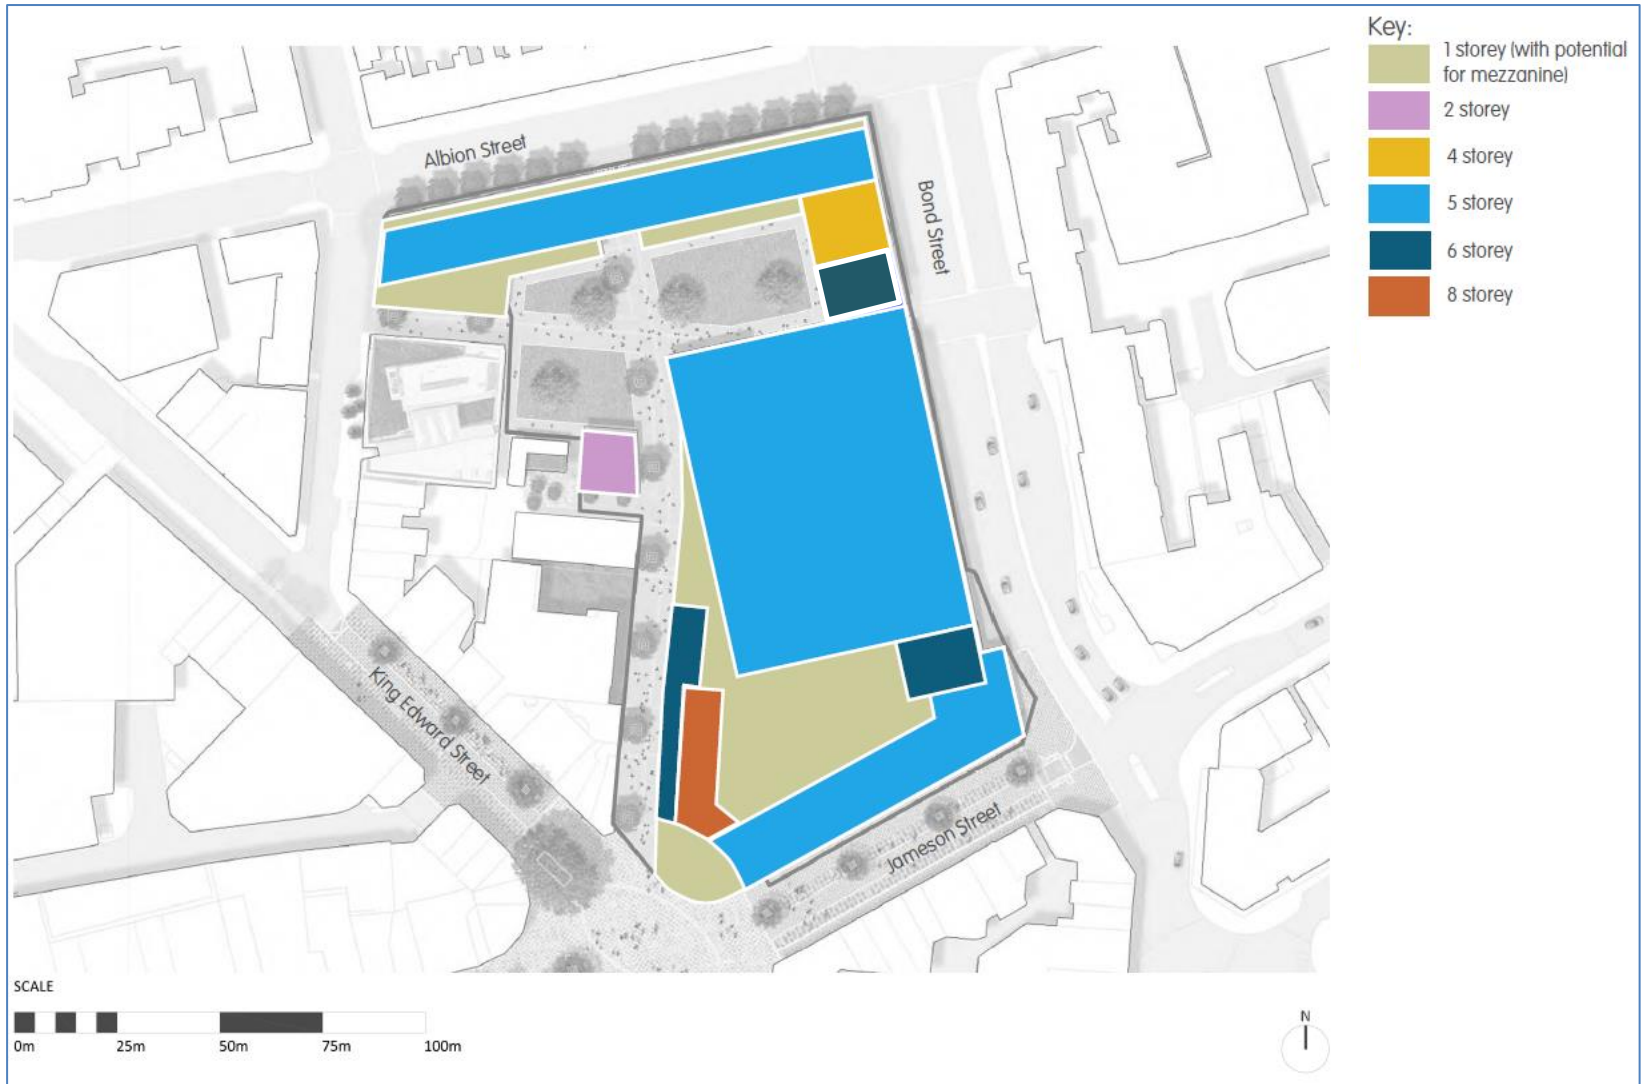 Key:
1 storey (with potential
for mezzanine)
2 storey
4 storey
5 storey
6 storey
8 storey
Albion Street
Bond Street
King Edward Street
Jameson Street
SCALE
0m 25m 50m 75m 100m
N